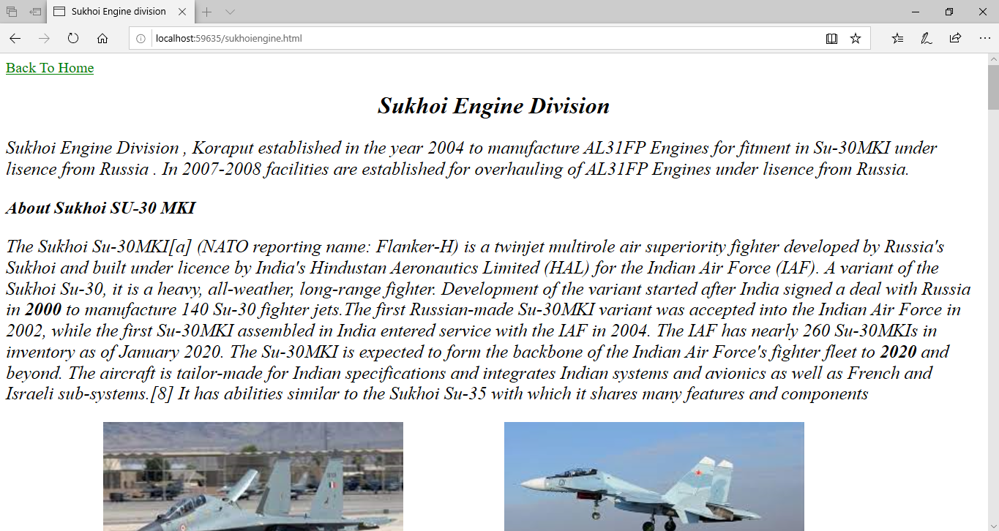 Sukhoi Engine division
localhost:59635/sukhoiengine.html
Back To Home
Sukhoi Engine Division
Sukhoi Engine Division , Koraput established in the year 2004 to manufacture AL31FP Engines for fitment in Su-30MKI under
lisence from Russia . In 2007-2008 facilities are established for overhauling of AL31FP Engines under lisence from Russia.
About Sukhoi SU-30 MKI
The Sukhoi Su-30MKI[a] (NATO reporting name: Flanker-H) is a twinjet multirole air superiority fighter developed by Russia's
Sukhoi and built under licence by India's Hindustan Aeronautics Limited (HAL) for the Indian Air Force (IAF). A variant of the
Sukhoi Su-30, it is a heavy, all-weather, long-range fighter. Development of the variant started after India signed a deal with Russia
in 2000 to manufacture 140 Su-30 fighter jets.The first Russian-made Su-30MKI variant was accepted into the Indian Air Force in
2002, while the first Su-30MKI assembled in India entered service with the IAF in 2004. The IAF has nearly 260 Su-30MKIs in
inventory as of January 2020. The Su-30MKI is expected to form the backbone of the Indian Air Force's fighter fleet to 2020 and
beyond. The aircraft is tailor-made for Indian specifications and integrates Indian systems and avionics as well as French and
Israeli sub-systems.[8] It has abilities similar to the Sukhoi Su-35 with which it shares many features and components